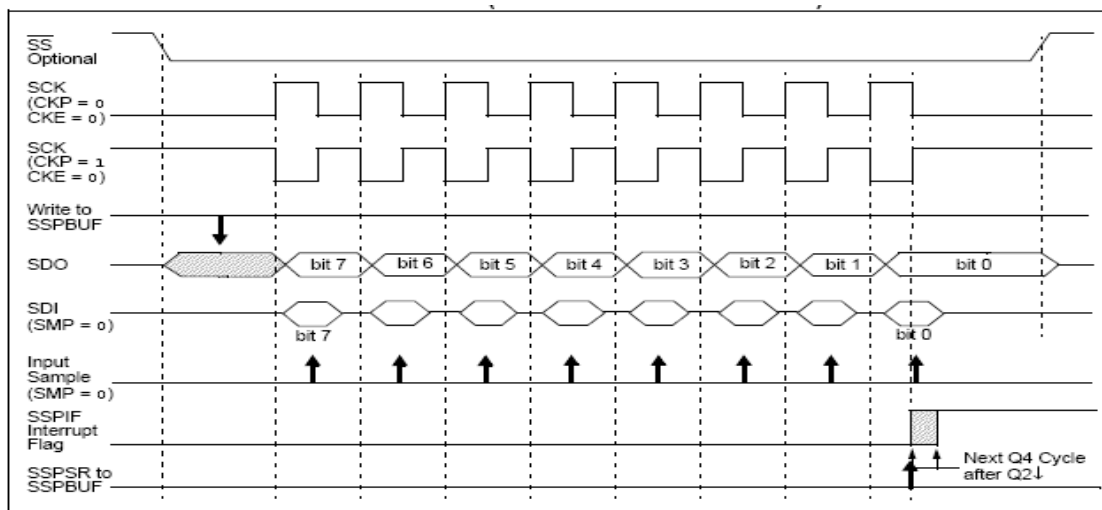 SS
Optional
SCK
(CKP = 0
CKE = 0)
SCK
(CKP = 1
CKE = 0)
Write to
SSPBUF
SDO
bit 7 bit 6 bit 5 bit 4 bit 3 bit 2 bit 1 bit 0
SDI
(SMP = 0)
bit 7 bit 0
Input
Sample
(SMP = 0)
SSPIF
Interrupt
Flag
Next Q4 Cycle
after Q2↓
SSPSR to
SSPBUF